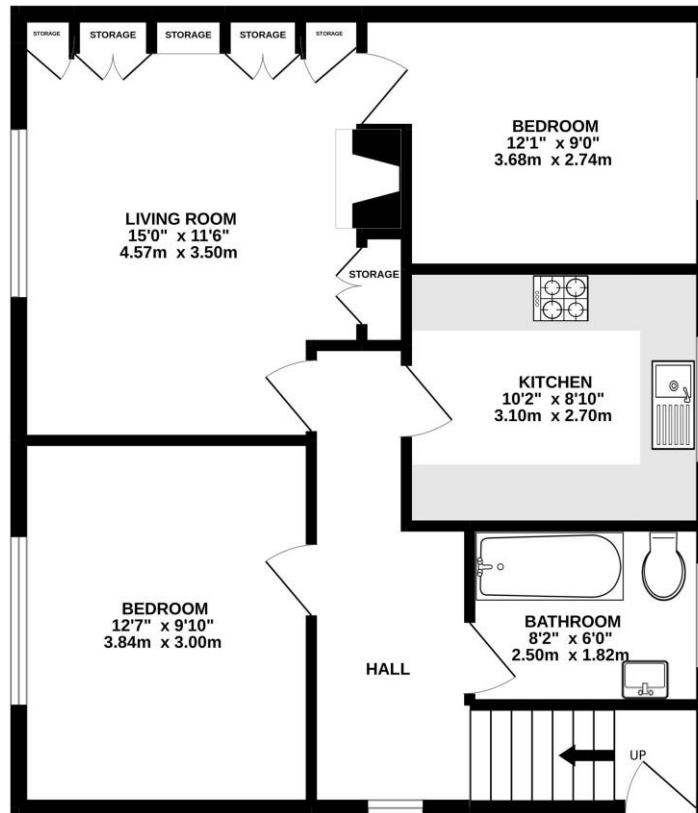 STORAGE
STORAGE
STORAGE
STORAGE
STORAGE
BEDROOM
12'1" x 9'0"
3.68m x 2.74m
LIVING ROOM
15'0" x 11'6"
4.57m x 3.50m
STORAGE
KITCHEN
10'2" x 8'10"
3.10m x 2.70m
BEDROOM
12'7" x 9'10"
3.84m x 3.00m
BATHROOM
8'2" x 6'0"
2.50m x 1.82m
HALL
UP